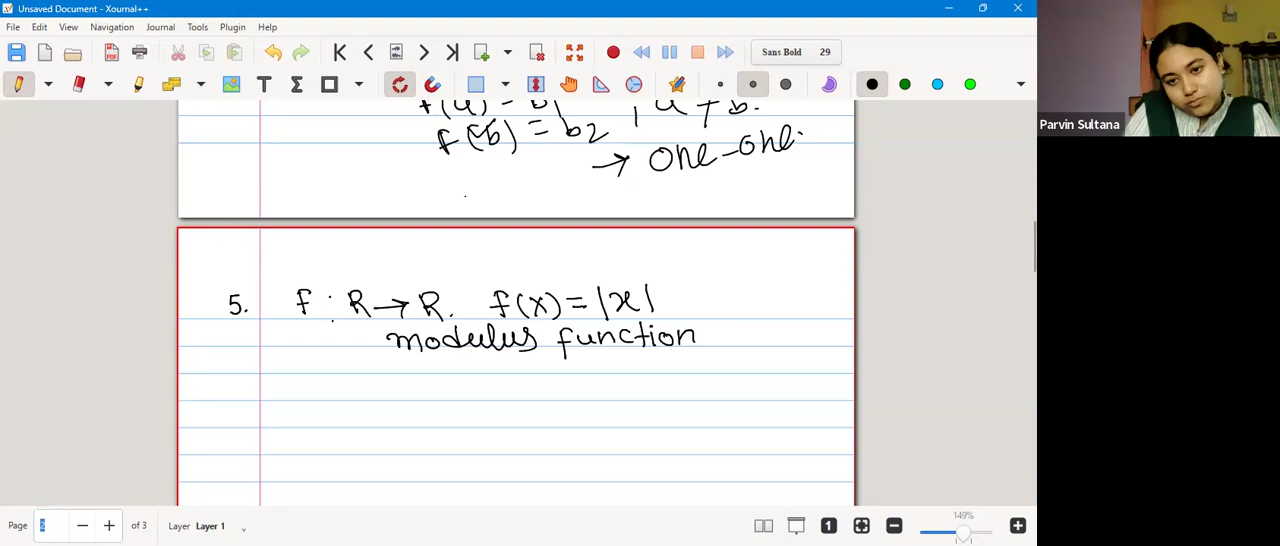 Unsaved Document - Xournal++
File Edit View Navigation Journal Tools Plugin Help
Sans Bold 29
f(b) = b2
→ one-one.
5. f : R → R. f(x) = |x|
modulus function
Page 2 of 3 Layer Layer 1 149%
Parvin Sultana